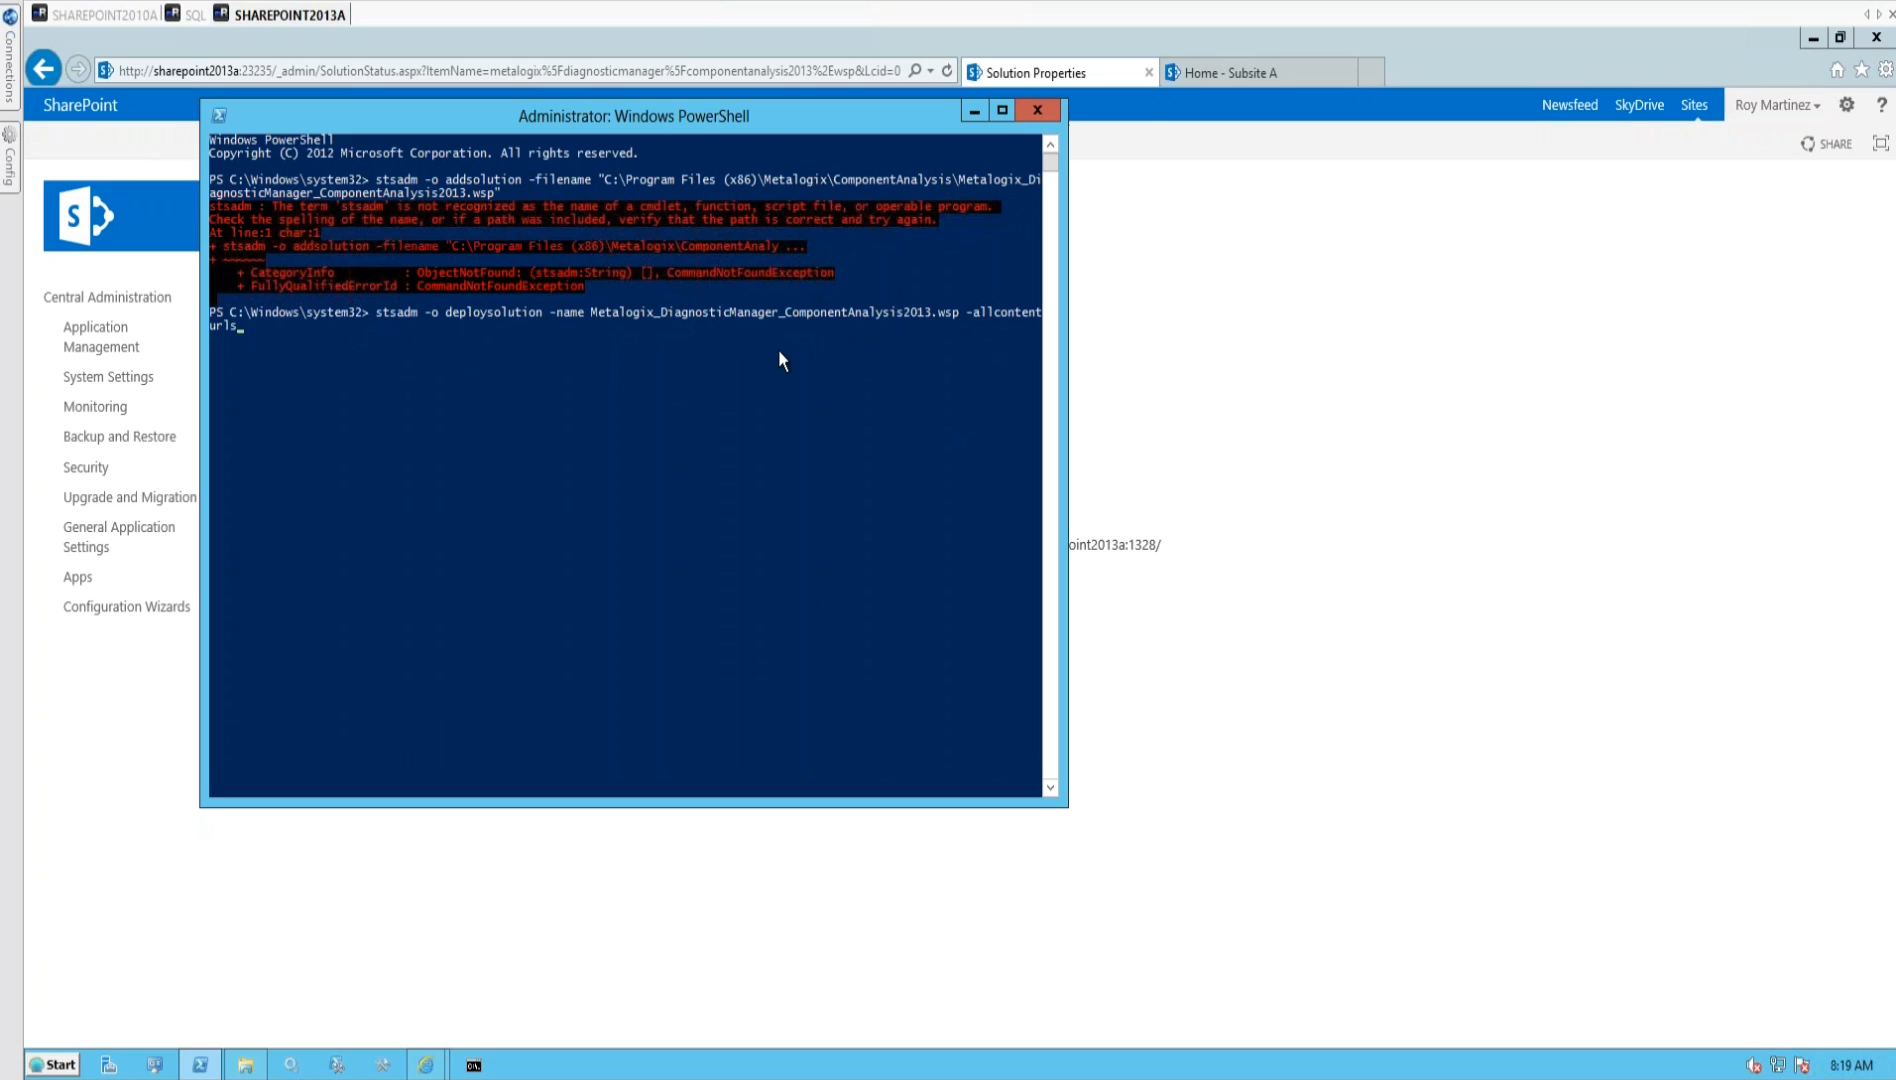 SHAREPOINT2010A
SQL
SHAREPOINT2013A
Connections
Config
http://sharepoint2013a:23235/_admin/SolutionStatus.aspx?ItemName=metalogix%5Fdiagnosticmanager%5Fcomponentanalysis2013%2Ewsp&Lcid=0
Solution Properties
Home - Subsite A
SharePoint
Newsfeed
SkyDrive
Sites
Roy Martinez
?
SHARE
Administrator: Windows PowerShell
Windows PowerShell
Copyright (C) 2012 Microsoft Corporation. All rights reserved.
PS C:\Windows\system32> stsadm -o addsolution -filename "C:\Program Files (x86)\Metalogix\ComponentAnalysis\Metalogix_Di
agnosticManager_ComponentAnalysis2013.wsp"
stsadm : The term 'stsadm' is not recognized as the name of a cmdlet, function, script file, or operable program.
Check the spelling of the name, or if a path was included, verify that the path is correct and try again.
At line:1 char:1
+ stsadm -o addsolution -filename "C:\Program Files (x86)\Metalogix\ComponentAnaly ...
+ ~~~~~~
+ CategoryInfo : ObjectNotFound: (stsadm:String) [], CommandNotFoundException
+ FullyQualifiedErrorId : CommandNotFoundException
PS C:\Windows\system32> stsadm -o deploysolution -name Metalogix_DiagnosticManager_ComponentAnalysis2013.wsp -allcontent
urls_
Central Administration
Application
Management
System Settings
Monitoring
Backup and Restore
Security
Upgrade and Migration
General Application
Settings
Apps
Configuration Wizards
oint2013a:1328/
Start
8:19 AM